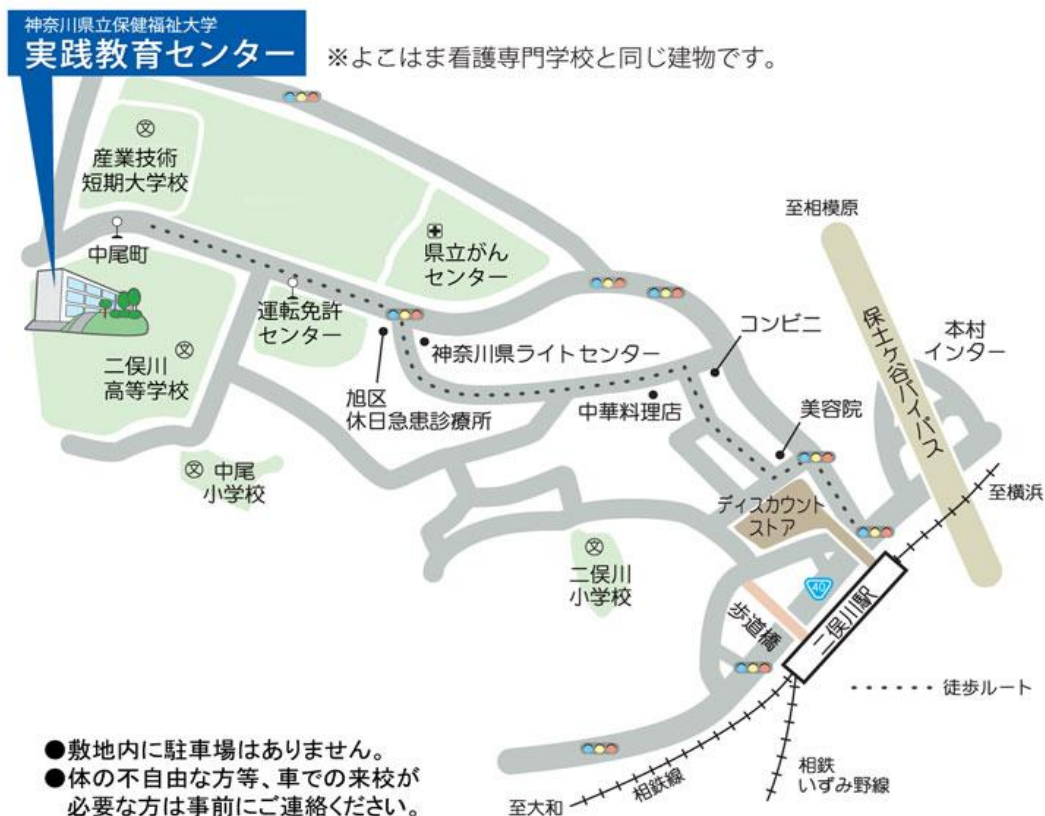 神奈川県立保健福祉大学
実践教育センター
※よこはま看護専門学校と同じ建物です。
産業技術
短期大学校
中尾町
県立がん
センター
至相模原
運転免許
センター
二俣川
高等学校
旭区
休日急患診療所
神奈川県ライトセンター
コンビニ
中華料理店
美容院
保土ヶ谷バイパス
本村
インター
至横浜
中尾
小学校
ディスカウント
ストア
二俣川
小学校
40
歩道橋
二俣川駅
徒歩ルート
●敷地内に駐車場はありません。
●体の不自由な方等、車での来校が
必要な方は事前にご連絡ください。
至大和
相鉄線
相鉄
いずみ野線
文
文
文
文